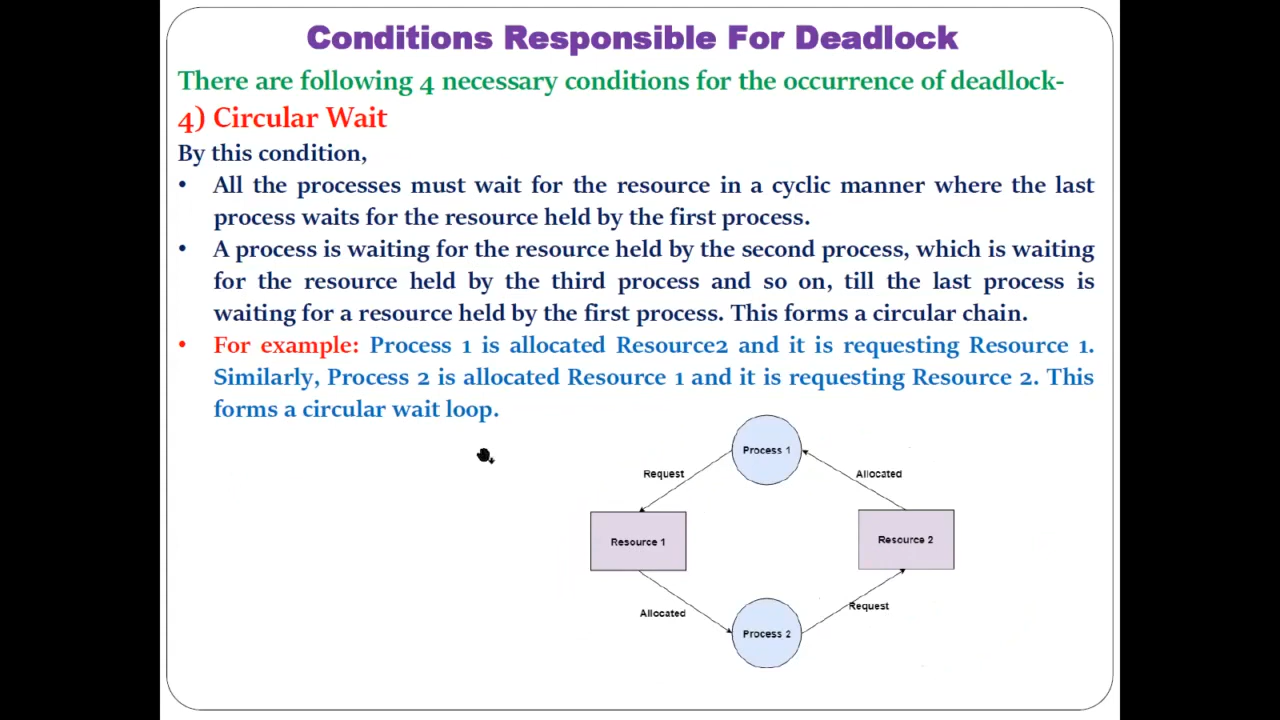 Conditions Responsible For Deadlock
There are following 4 necessary conditions for the occurrence of deadlock-
4) Circular Wait
By this condition,
• All the processes must wait for the resource in a cyclic manner where the last
process waits for the resource held by the first process.
• A process is waiting for the resource held by the second process, which is waiting
for the resource held by the third process and so on, till the last process is
waiting for a resource held by the first process. This forms a circular chain.
• For example: Process 1 is allocated Resource2 and it is requesting Resource 1.
Similarly, Process 2 is allocated Resource 1 and it is requesting Resource 2. This
forms a circular wait loop.
Process 1
Request
Allocated
Resource 1
Resource 2
Allocated
Request
Process 2